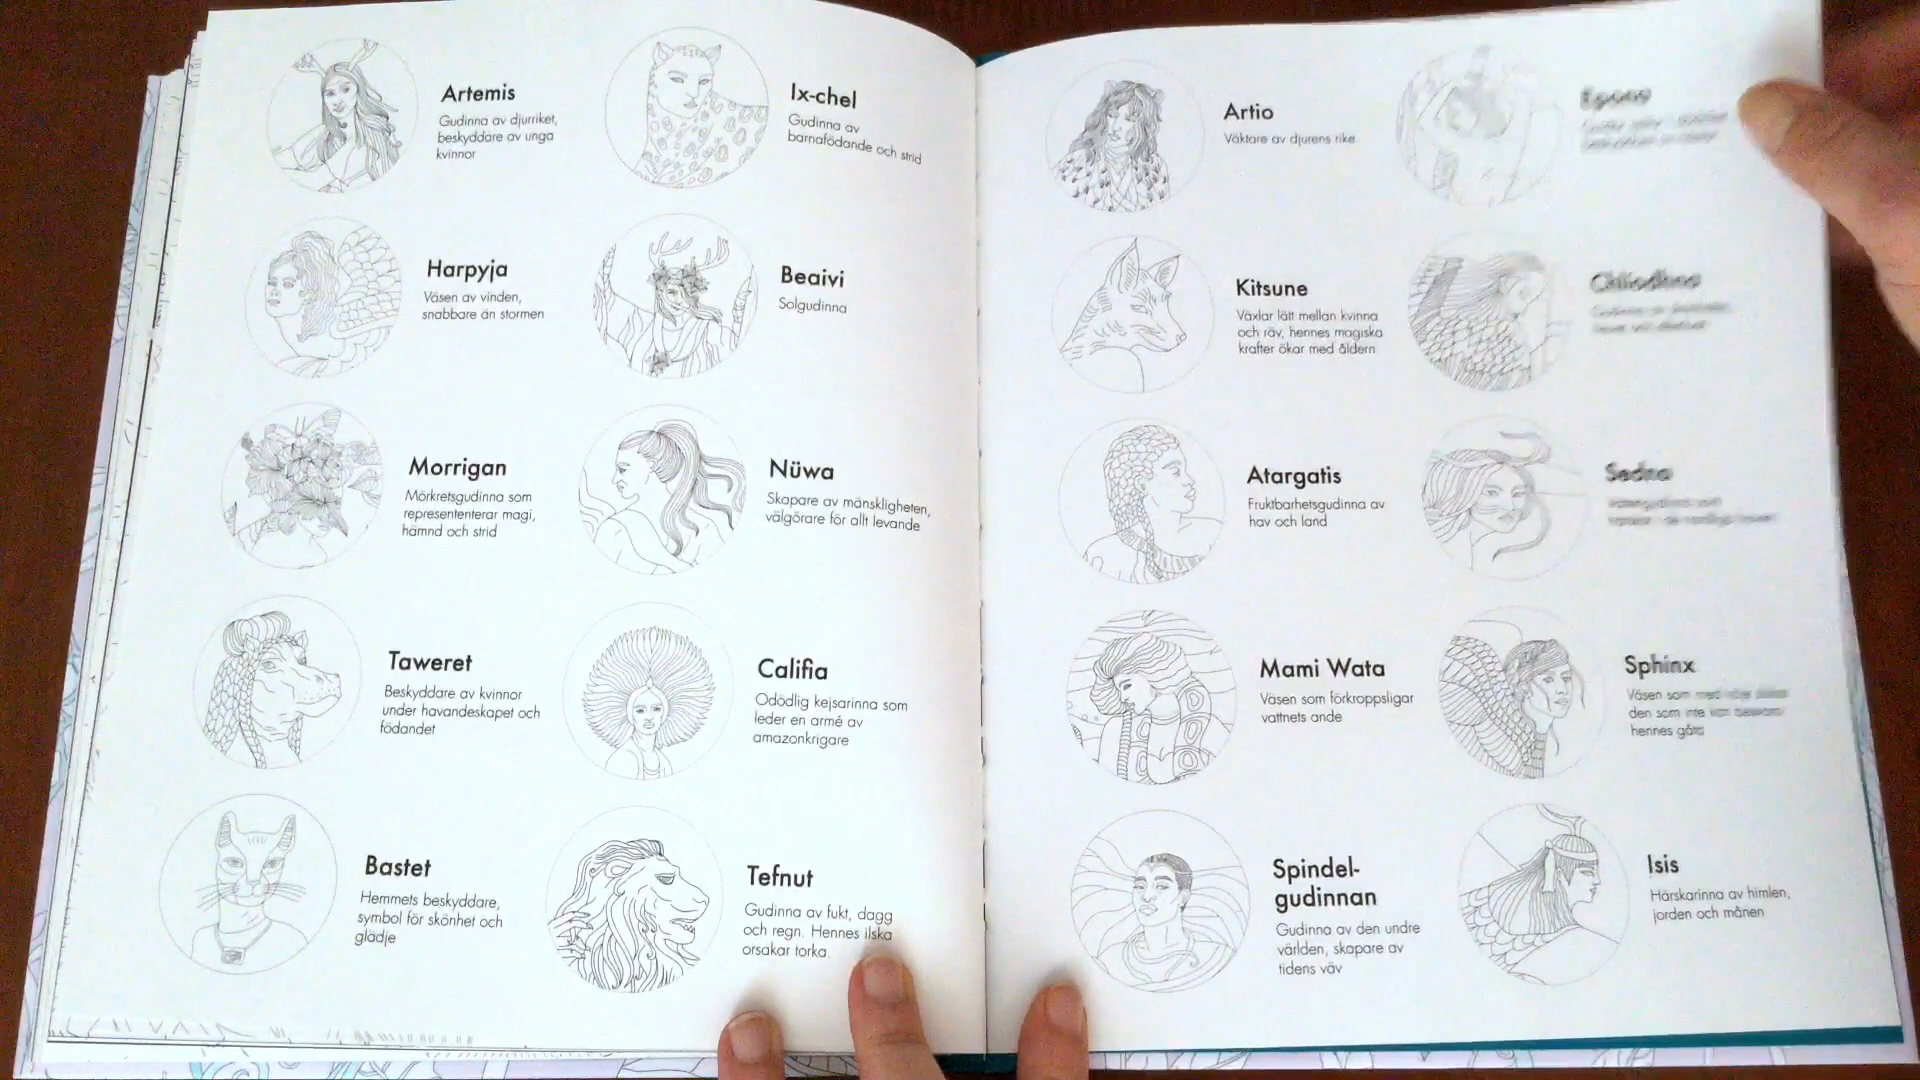 Artemis
Gudinna av djurriket,
beskyddare av unga
kvinnor
Ix-chel
Gudinna av
barnafödande och strid
Harpyja
Väsen av vinden,
snabbare än stormen
Beaivi
Solgudinna
Morrigan
Mörkretsgudinna som
represententerar magi,
hämnd och strid
Nüwa
Skapare av mänskligheten,
välgörare för allt levande
Taweret
Beskyddare av kvinnor
under havandeskapet och
födandet
Califia
Odödlig kejsarinna som
leder en armé av
amazonkrigare
Bastet
Hemmets beskyddare,
symbol för skönhet och
glädje
Tefnut
Gudinna av fukt, dagg
och regn. Hennes ilska
orsakar torka.
Artio
Väktare av djurens rike
Epona
Kitsune
Växlar lätt mellan kvinna
och räv, hennes magiska
krafter ökar med åldern
Atargatis
Fruktbarhetsgudinna av
hav och land
Sedna
Mami Wata
Väsen som förkroppsligar
vattnets ande
Sphinx
Väsen som med
den som inte kan besvara
hennes gåta
Spindel-
gudinnan
Gudinna av den undre
världen, skapare av
tidens väv
Isis
Härskarinna av himlen,
jorden och månen